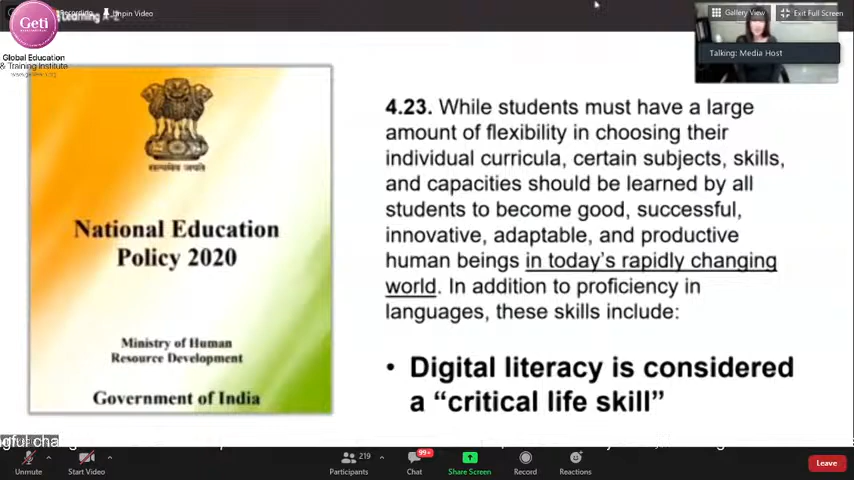 Learning A-Z
Unpin Video
Gallery View
Exit Full Screen
Geti
Global Education
& Training Institute
Talking: Media Host
सत्यमेव जयते
National Education
Policy 2020
Ministry of Human
Resource Development
Government of India
4.23. While students must have a large
amount of flexibility in choosing their
individual curricula, certain subjects, skills,
and capacities should be learned by all
students to become good, successful,
innovative, adaptable, and productive
human beings in today's rapidly changing
world. In addition to proficiency in
languages, these skills include:
• Digital literacy is considered
a “critical life skill”
Unmute
Start Video
219
Participants
99+
Chat
Share Screen
Record
Reactions
Leave